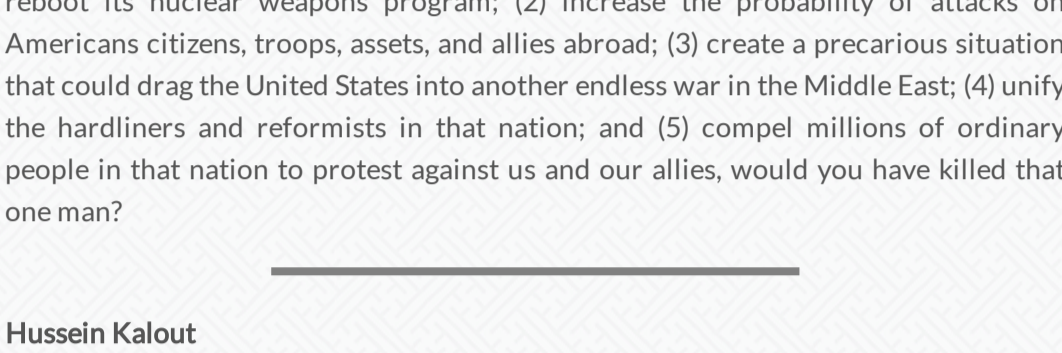 reboot its nuclear weapons program; (2) increase the probability of attacks on
Americans citizens, troops, assets, and allies abroad; (3) create a precarious situation
that could drag the United States into another endless war in the Middle East; (4) unify
the hardliners and reformists in that nation; and (5) compel millions of ordinary
people in that nation to protest against us and our allies, would you have killed that
one man?
Hussein Kalout